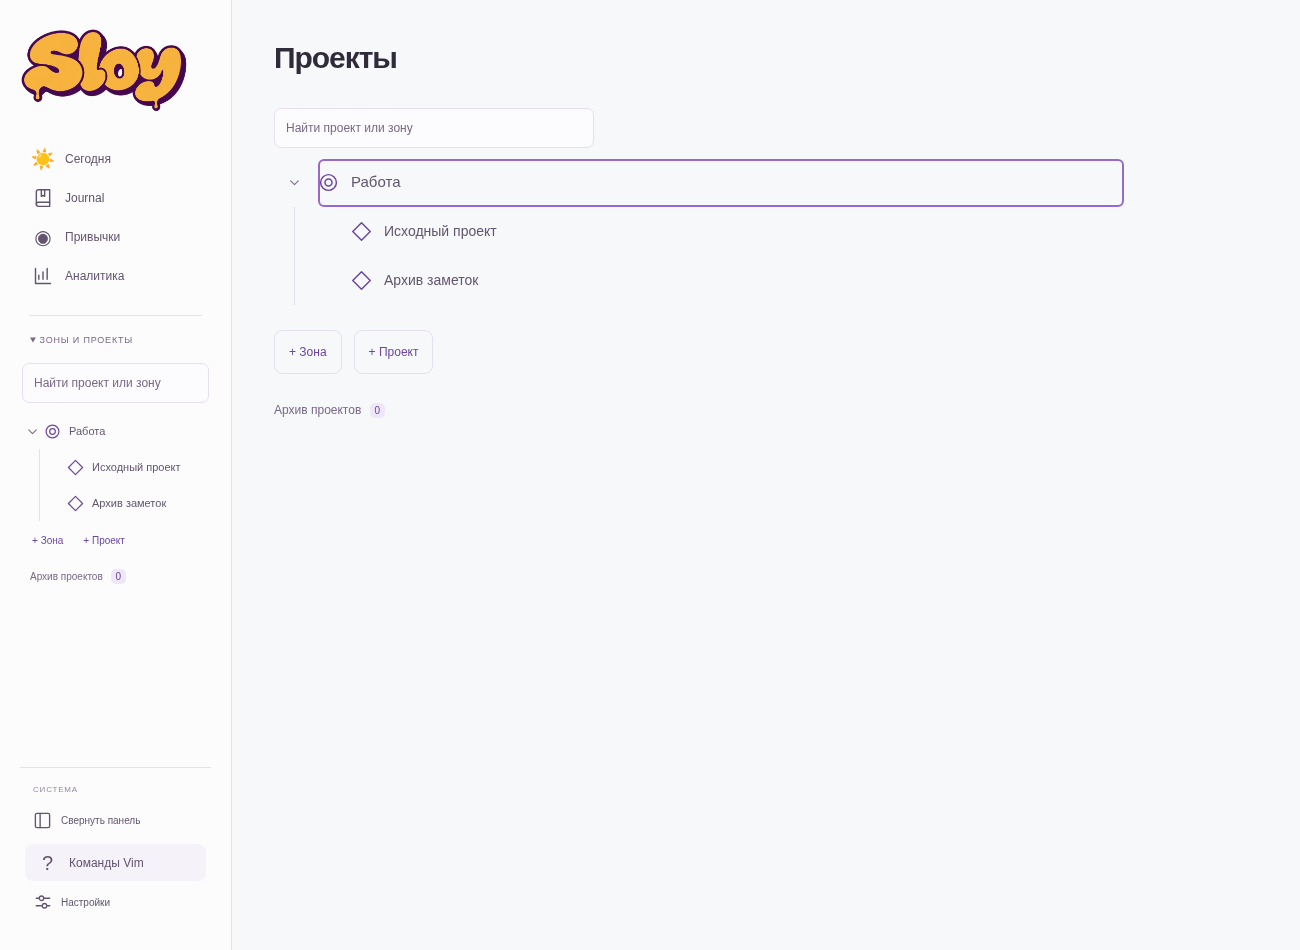 Sloy
Сегодня
Journal
Привычки
Аналитика
ЗОНЫ И ПРОЕКТЫ
Найти проект или зону
Работа
Исходный проект
Архив заметок
+ Зона + Проект
Архив проектов 0
СИСТЕМА
Свернуть панель
? Команды Vim
Настройки
Проекты
Найти проект или зону
Работа
Исходный проект
Архив заметок
+ Зона + Проект
Архив проектов 0